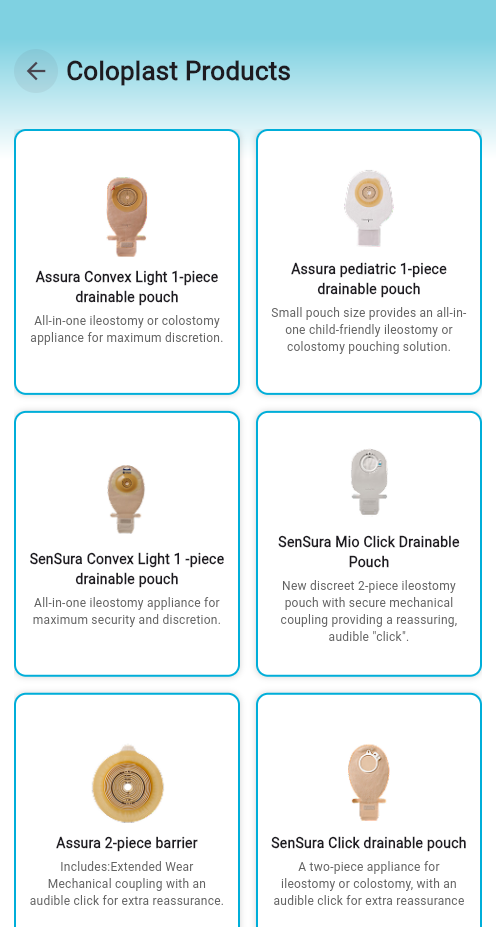 Coloplast Products
Assura Convex Light 1-piece
drainable pouch
All-in-one ileostomy or colostomy
appliance for maximum discretion.
Assura pediatric 1-piece
drainable pouch
Small pouch size provides an all-in-
one child-friendly ileostomy or
colostomy pouching solution.
SenSura Convex Light 1 -piece
drainable pouch
All-in-one ileostomy appliance for
maximum security and discretion.
SenSura Mio Click Drainable
Pouch
New discreet 2-piece ileostomy
pouch with secure mechanical
coupling providing a reassuring,
audible "click".
Assura 2-piece barrier
Includes:Extended Wear
Mechanical coupling with an
audible click for extra reassurance.
SenSura Click drainable pouch
A two-piece appliance for
ileostomy or colostomy, with an
audible click for extra reassurance